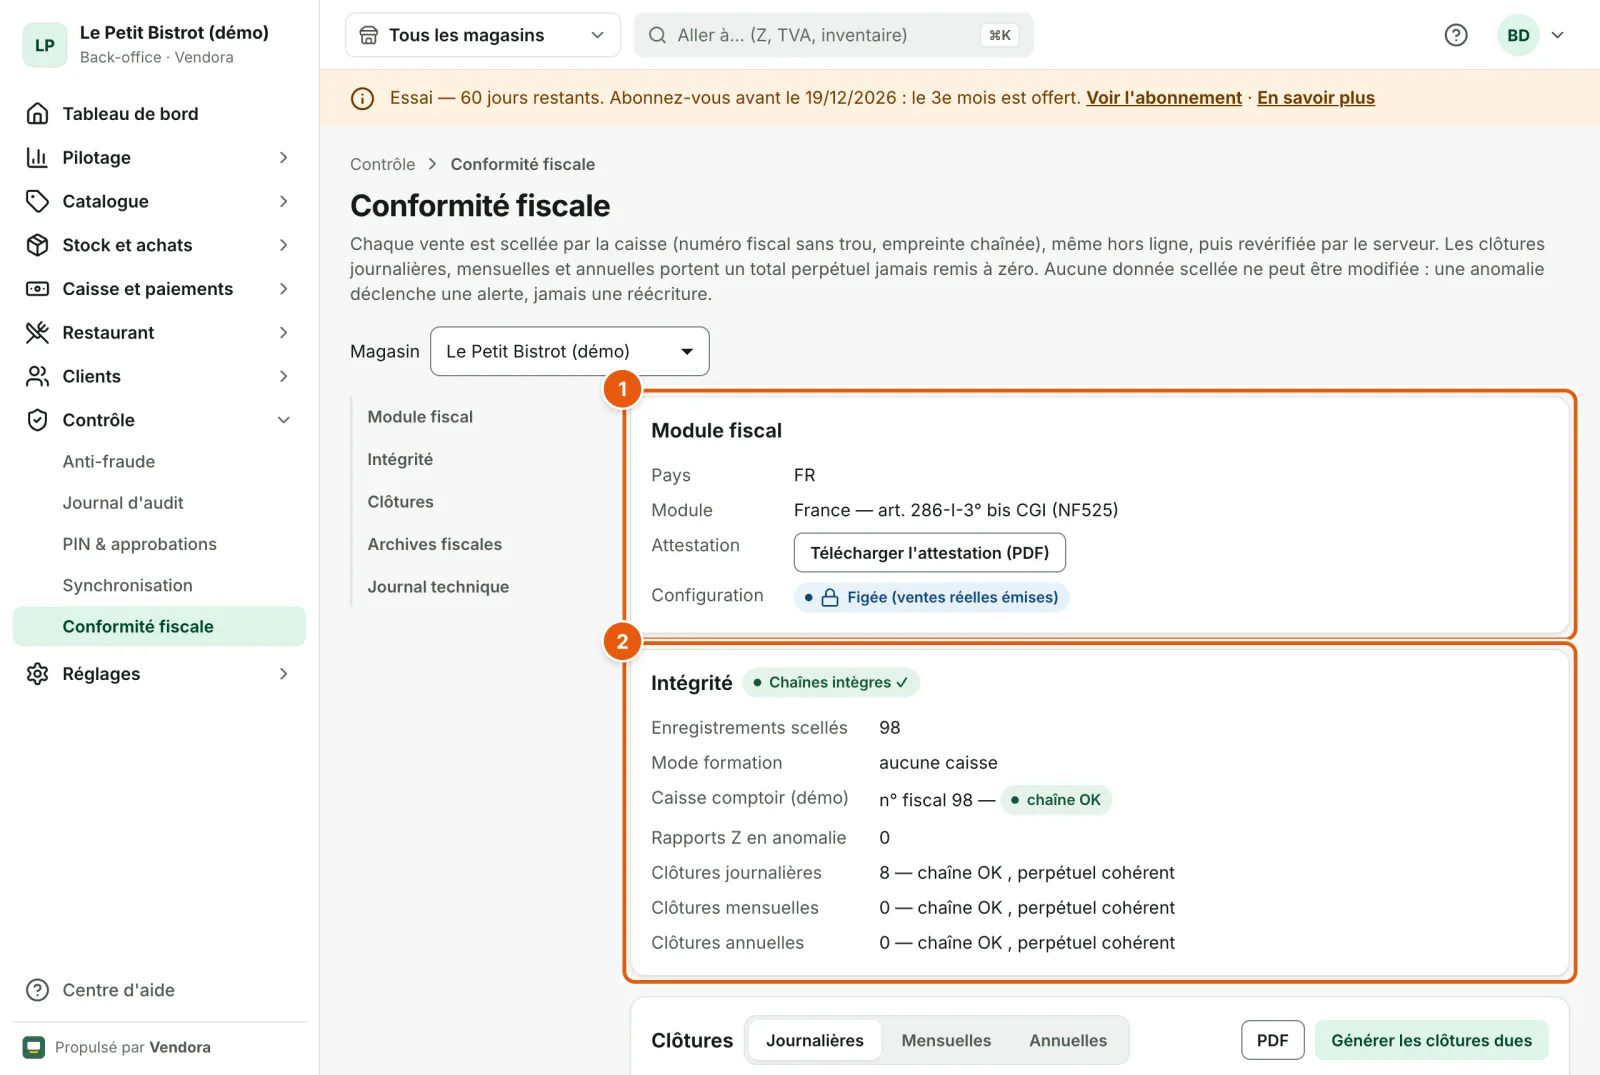 LP
Le Petit Bistrot (démo)
Back-office · Vendora
Tableau de bord
Pilotage
Catalogue
Stock et achats
Caisse et paiements
Restaurant
Clients
Contrôle
Anti-fraude
Journal d'audit
PIN & approbations
Synchronisation
Conformité fiscale
Réglages
Centre d'aide
Propulsé par Vendora
Tous les magasins
Aller à... (Z, TVA, inventaire)
⌘K
BD
Essai — 60 jours restants. Abonnez-vous avant le 19/12/2026 : le 3e mois est offert. Voir l'abonnement · En savoir plus
Contrôle > Conformité fiscale
Conformité fiscale
Chaque vente est scellée par la caisse (numéro fiscal sans trou, empreinte chaînée), même hors ligne, puis revérifiée par le serveur. Les clôtures
journalières, mensuelles et annuelles portent un total perpétuel jamais remis à zéro. Aucune donnée scellée ne peut être modifiée : une anomalie
déclenche une alerte, jamais une réécriture.
Magasin Le Petit Bistrot (démo)
Module fiscal
Intégrité
Clôtures
Archives fiscales
Journal technique
1
Module fiscal
Pays FR
Module France — art. 286-I-3° bis CGI (NF525)
Attestation Télécharger l'attestation (PDF)
Configuration Figée (ventes réelles émises)
2
Intégrité Chaînes intègres ✓
Enregistrements scellés 98
Mode formation aucune caisse
Caisse comptoir (démo) n° fiscal 98 — chaîne OK
Rapports Z en anomalie 0
Clôtures journalières 8 — chaîne OK , perpétuel cohérent
Clôtures mensuelles 0 — chaîne OK , perpétuel cohérent
Clôtures annuelles 0 — chaîne OK , perpétuel cohérent
Clôtures Journalières Mensuelles Annuelles PDF Générer les clôtures dues